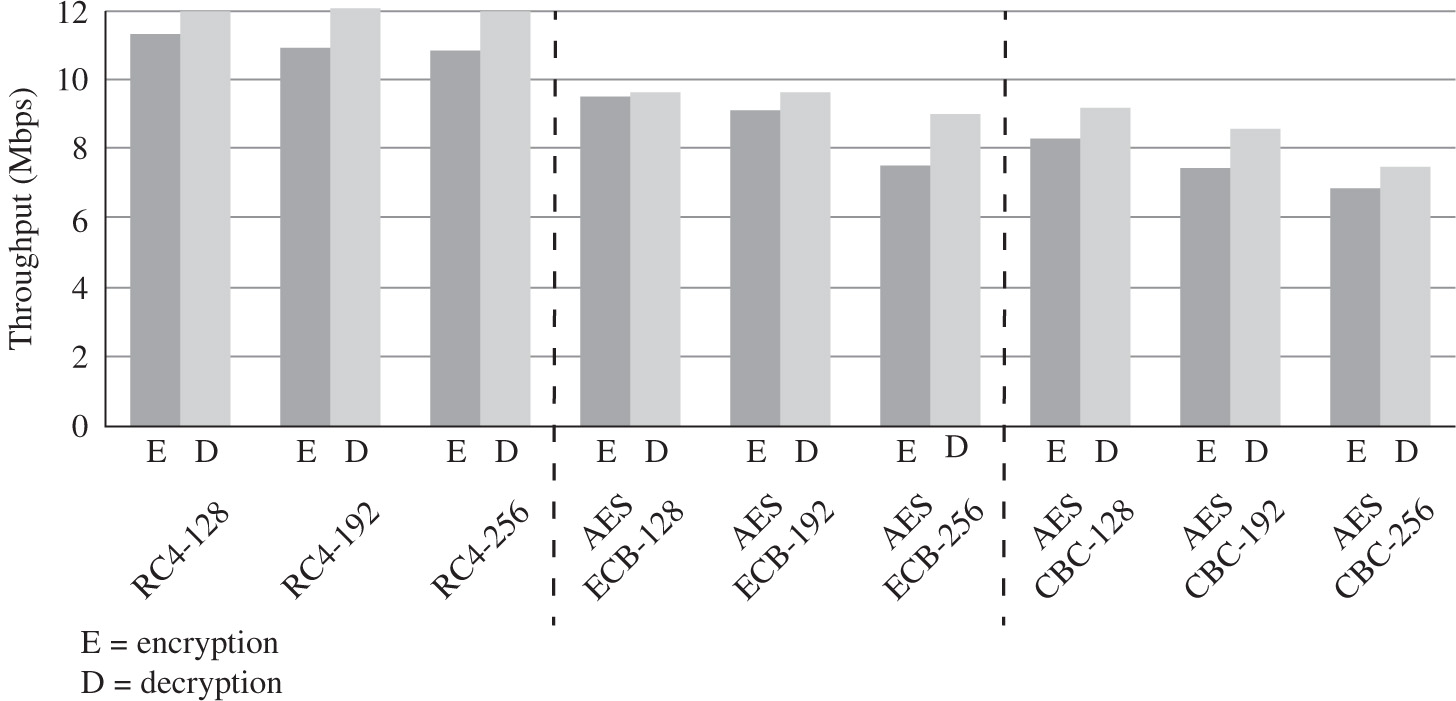 Throughput (Mbps)
12
10
8
6
4
2
0
E D E D E D E D E D E D E D E D E D
RC4-128
RC4-192
RC4-256
AES
ECB-128
AES
ECB-192
AES
ECB-256
AES
CBC-128
AES
CBC-192
AES
CBC-256
E = encryption
D = decryption